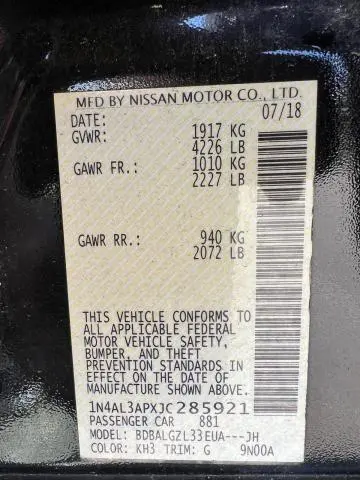 MFD BY NISSAN MOTOR CO., LTD.
DATE: 07/18
GVWR: 1917 KG
4226 LB
GAWR FR.: 1010 KG
2227 LB
GAWR RR.: 940 KG
2072 LB
THIS VEHICLE CONFORMS TO
ALL APPLICABLE FEDERAL
MOTOR VEHICLE SAFETY,
BUMPER, AND THEFT
PREVENTION STANDARDS IN
EFFECT ON THE DATE OF
MANUFACTURE SHOWN ABOVE.
1N4AL3APXJC285921
PASSENGER CAR 881
MODEL: BDBALGZL33EUA---JH
COLOR: KH3 TRIM: G 9N00A